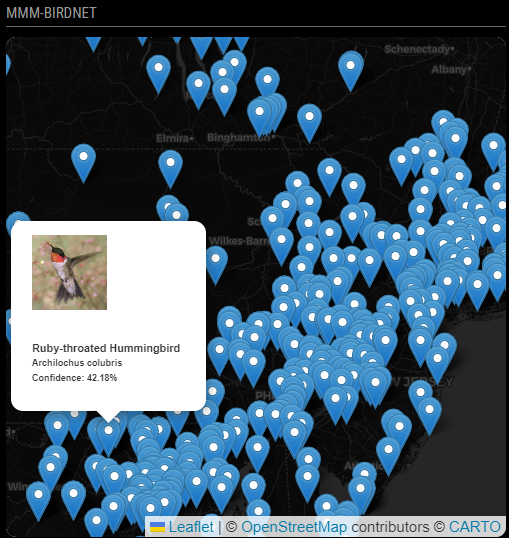 MMM-BIRDNET
Schenectady
Albany
Elmira
Binghamton
Wilkes-Barre
Ruby-throated Hummingbird
Archilochus colubris
Confidence: 42.18%
JERSEY
Leaflet | © OpenStreetMap contributors © CARTO